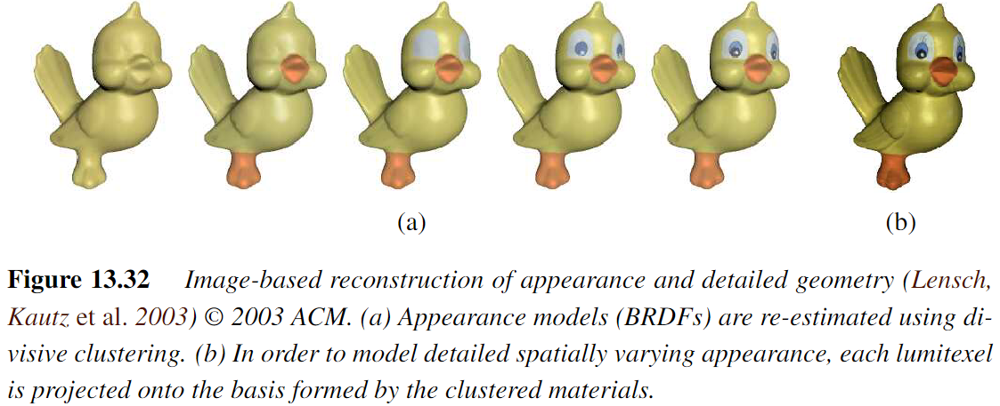 (a) (b)
Figure 13.32 Image-based reconstruction of appearance and detailed geometry (Lensch,
Kautz et al. 2003) © 2003 ACM. (a) Appearance models (BRDFs) are re-estimated using di-
visive clustering. (b) In order to model detailed spatially varying appearance, each lumitexel
is projected onto the basis formed by the clustered materials.